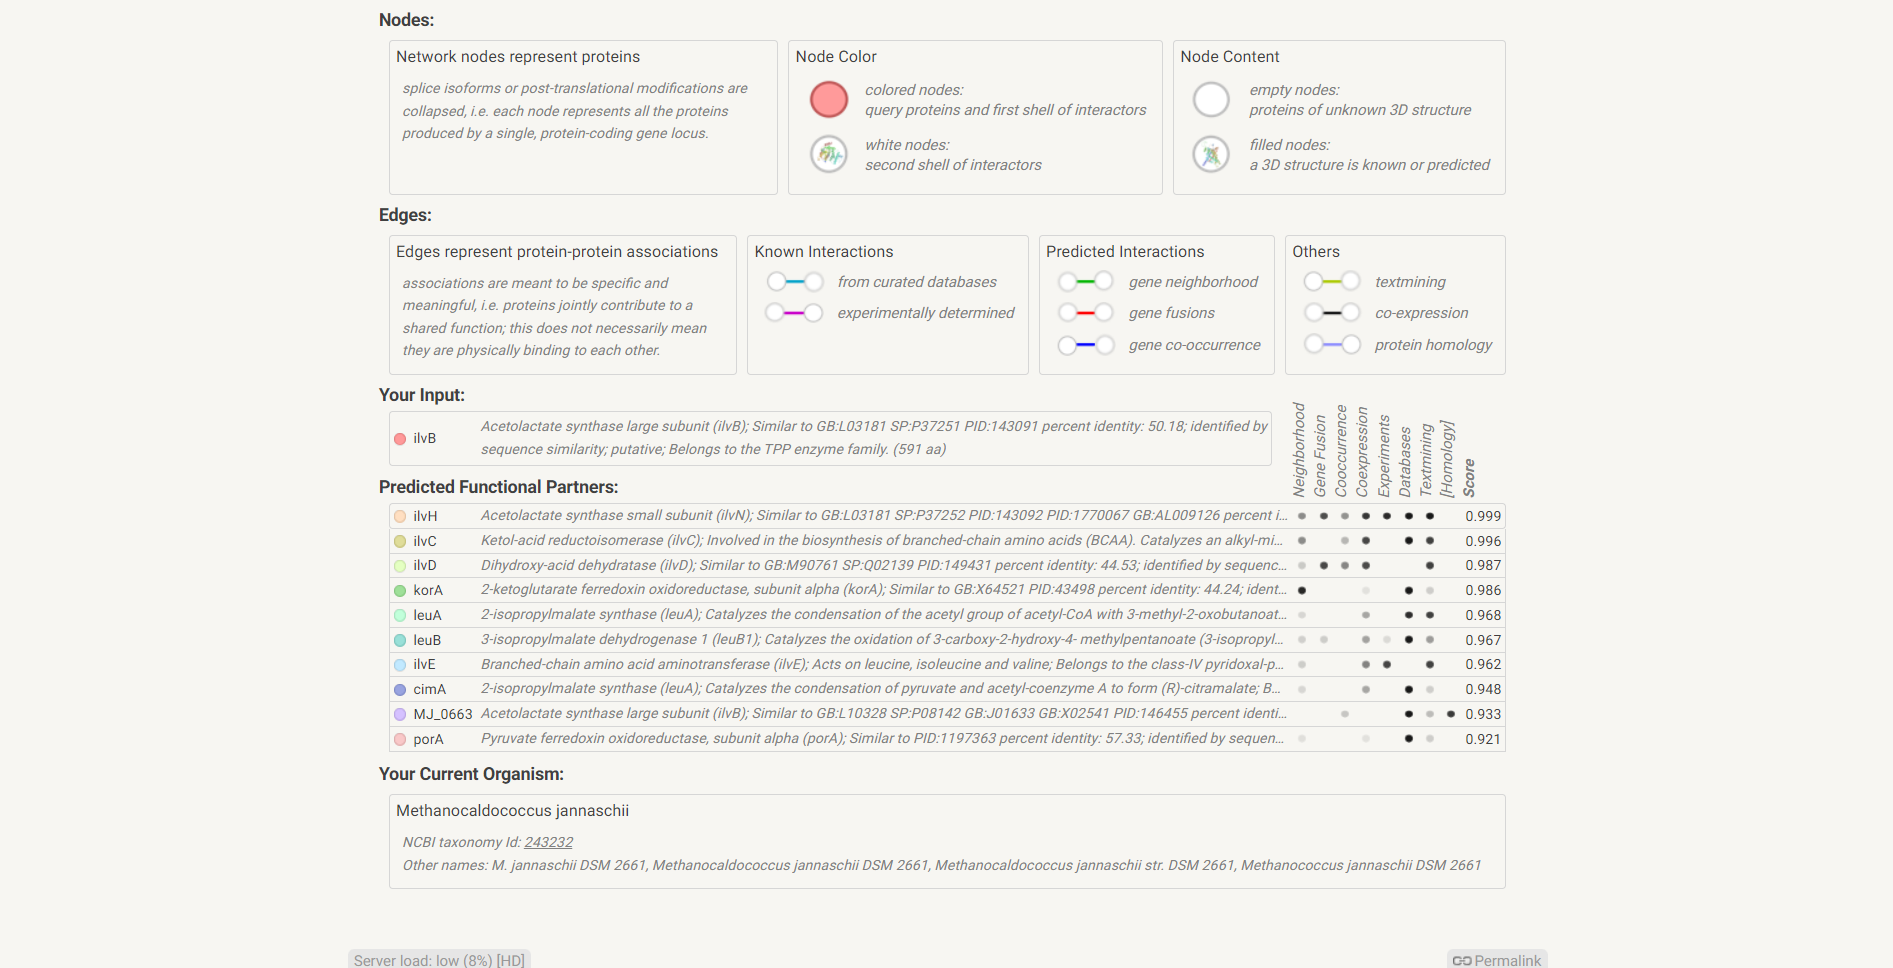 Nodes:
Network nodes represent proteins
splice isoforms or post-translational modifications are
collapsed, i.e. each node represents all the proteins
produced by a single, protein-coding gene locus.
Node Color
colored nodes:
query proteins and first shell of interactors
white nodes:
second shell of interactors
Node Content
empty nodes:
proteins of unknown 3D structure
filled nodes:
a 3D structure is known or predicted
Edges:
Edges represent protein-protein associations
associations are meant to be specific and
meaningful, i.e. proteins jointly contribute to a
shared function; this does not necessarily mean
they are physically binding to each other.
Known Interactions
from curated databases
experimentally determined
Predicted Interactions
gene neighborhood
gene fusions
gene co-occurrence
Others
textmining
co-expression
protein homology
Your Input:
ilvB Acetolactate synthase large subunit (ilvB); Similar to GB:L03181 SP:P37251 PID:143091 percent identity: 50.18; identified by
sequence similarity; putative; Belongs to the TPP enzyme family. (591 aa)
Neighborhood
Gene Fusion
Cooccurrence
Coexpression
Experiments
Databases
Textmining
[Homology]
Score
Predicted Functional Partners:
ilvH Acetolactate synthase small subunit (ilvN); Similar to GB:L03181 SP:P37252 PID:143092 PID:1770067 GB:AL009126 percent i... 0.999
ilvC Ketol-acid reductoisomerase (ilvC); Involved in the biosynthesis of branched-chain amino acids (BCAA). Catalyzes an alkyl-mi... 0.996
ilvD Dihydroxy-acid dehydratase (ilvD); Similar to GB:M90761 SP:Q02139 PID:149431 percent identity: 44.53; identified by sequenc... 0.987
korA 2-ketoglutarate ferredoxin oxidoreductase, subunit alpha (korA); Similar to GB:X64521 PID:43498 percent identity: 44.24; ident... 0.986
leuA 2-isopropylmalate synthase (leuA); Catalyzes the condensation of the acetyl group of acetyl-CoA with 3-methyl-2-oxobutanoat... 0.968
leuB 3-isopropylmalate dehydrogenase 1 (leuB1); Catalyzes the oxidation of 3-carboxy-2-hydroxy-4- methylpentanoate (3-isopropyl... 0.967
ilvE Branched-chain amino acid aminotransferase (ilvE); Acts on leucine, isoleucine and valine; Belongs to the class-IV pyridoxal-p... 0.962
cimA 2-isopropylmalate synthase (leuA); Catalyzes the condensation of pyruvate and acetyl-coenzyme A to form (R)-citramalate; B... 0.948
MJ_0663 Acetolactate synthase large subunit (ilvB); Similar to GB:L10328 SP:P08142 GB:J01633 GB:X02541 PID:146455 percent identi... 0.933
porA Pyruvate ferredoxin oxidoreductase, subunit alpha (porA); Similar to PID:1197363 percent identity: 57.33; identified by sequen... 0.921
Your Current Organism:
Methanocaldococcus jannaschii
NCBI taxonomy Id: 243232
Other names: M. jannaschii DSM 2661, Methanocaldococcus jannaschii DSM 2661, Methanocaldococcus jannaschii str. DSM 2661, Methanococcus jannaschii DSM 2661
Server load: low (8%) [HD]
Permalink